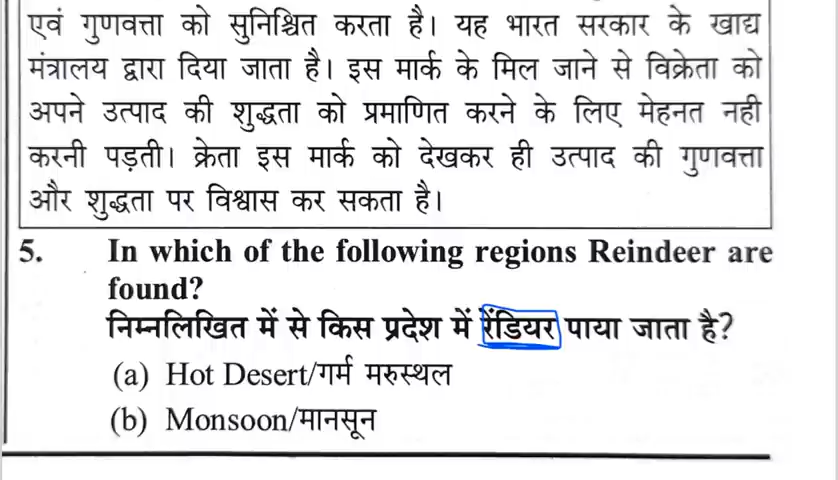 एवं गुणवत्ता को सुनिश्चित करता है। यह भारत सरकार के खाद्य
मंत्रालय द्वारा दिया जाता है। इस मार्क के मिल जाने से विक्रेता को
अपने उत्पाद की शुद्धता को प्रमाणित करने के लिए मेहनत नही
करनी पड़ती। क्रेता इस मार्क को देखकर ही उत्पाद की गुणवत्ता
और शुद्धता पर विश्वास कर सकता है।
5. In which of the following regions Reindeer are
found?
निम्नलिखित में से किस प्रदेश में रेंडियर पाया जाता है?
(a) Hot Desert/गर्म मरुस्थल
(b) Monsoon/मानसून